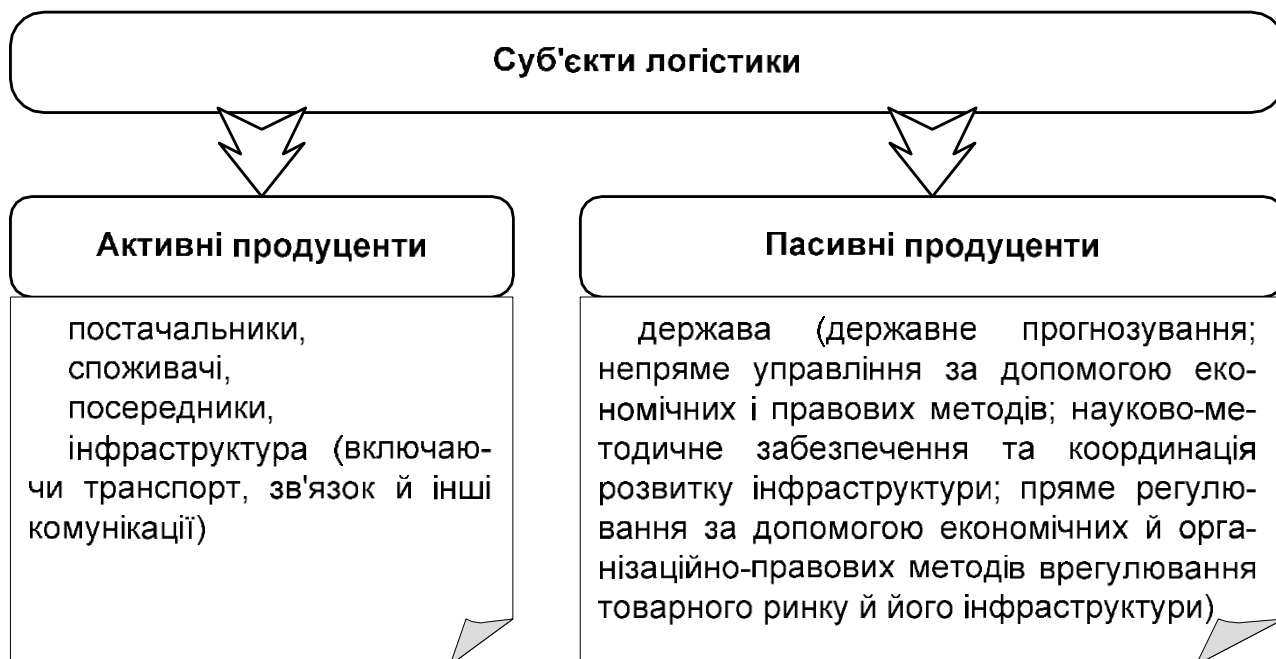 Суб'єкти логістики
Активні продуценти
постачальники,
споживачі,
посередники,
інфраструктура (включаю-
чи транспорт, зв'язок й інші
комунікації)
Пасивні продуценти
держава (державне прогнозування;
непряме управління за допомогою еко-
номічних і правових методів; науково-ме-
тодичне забезпечення та координація
розвитку інфраструктури; пряме регулю-
вання за допомогою економічних й орга-
нізаційно-правових методів врегулювання
товарного ринку й його інфраструктури)